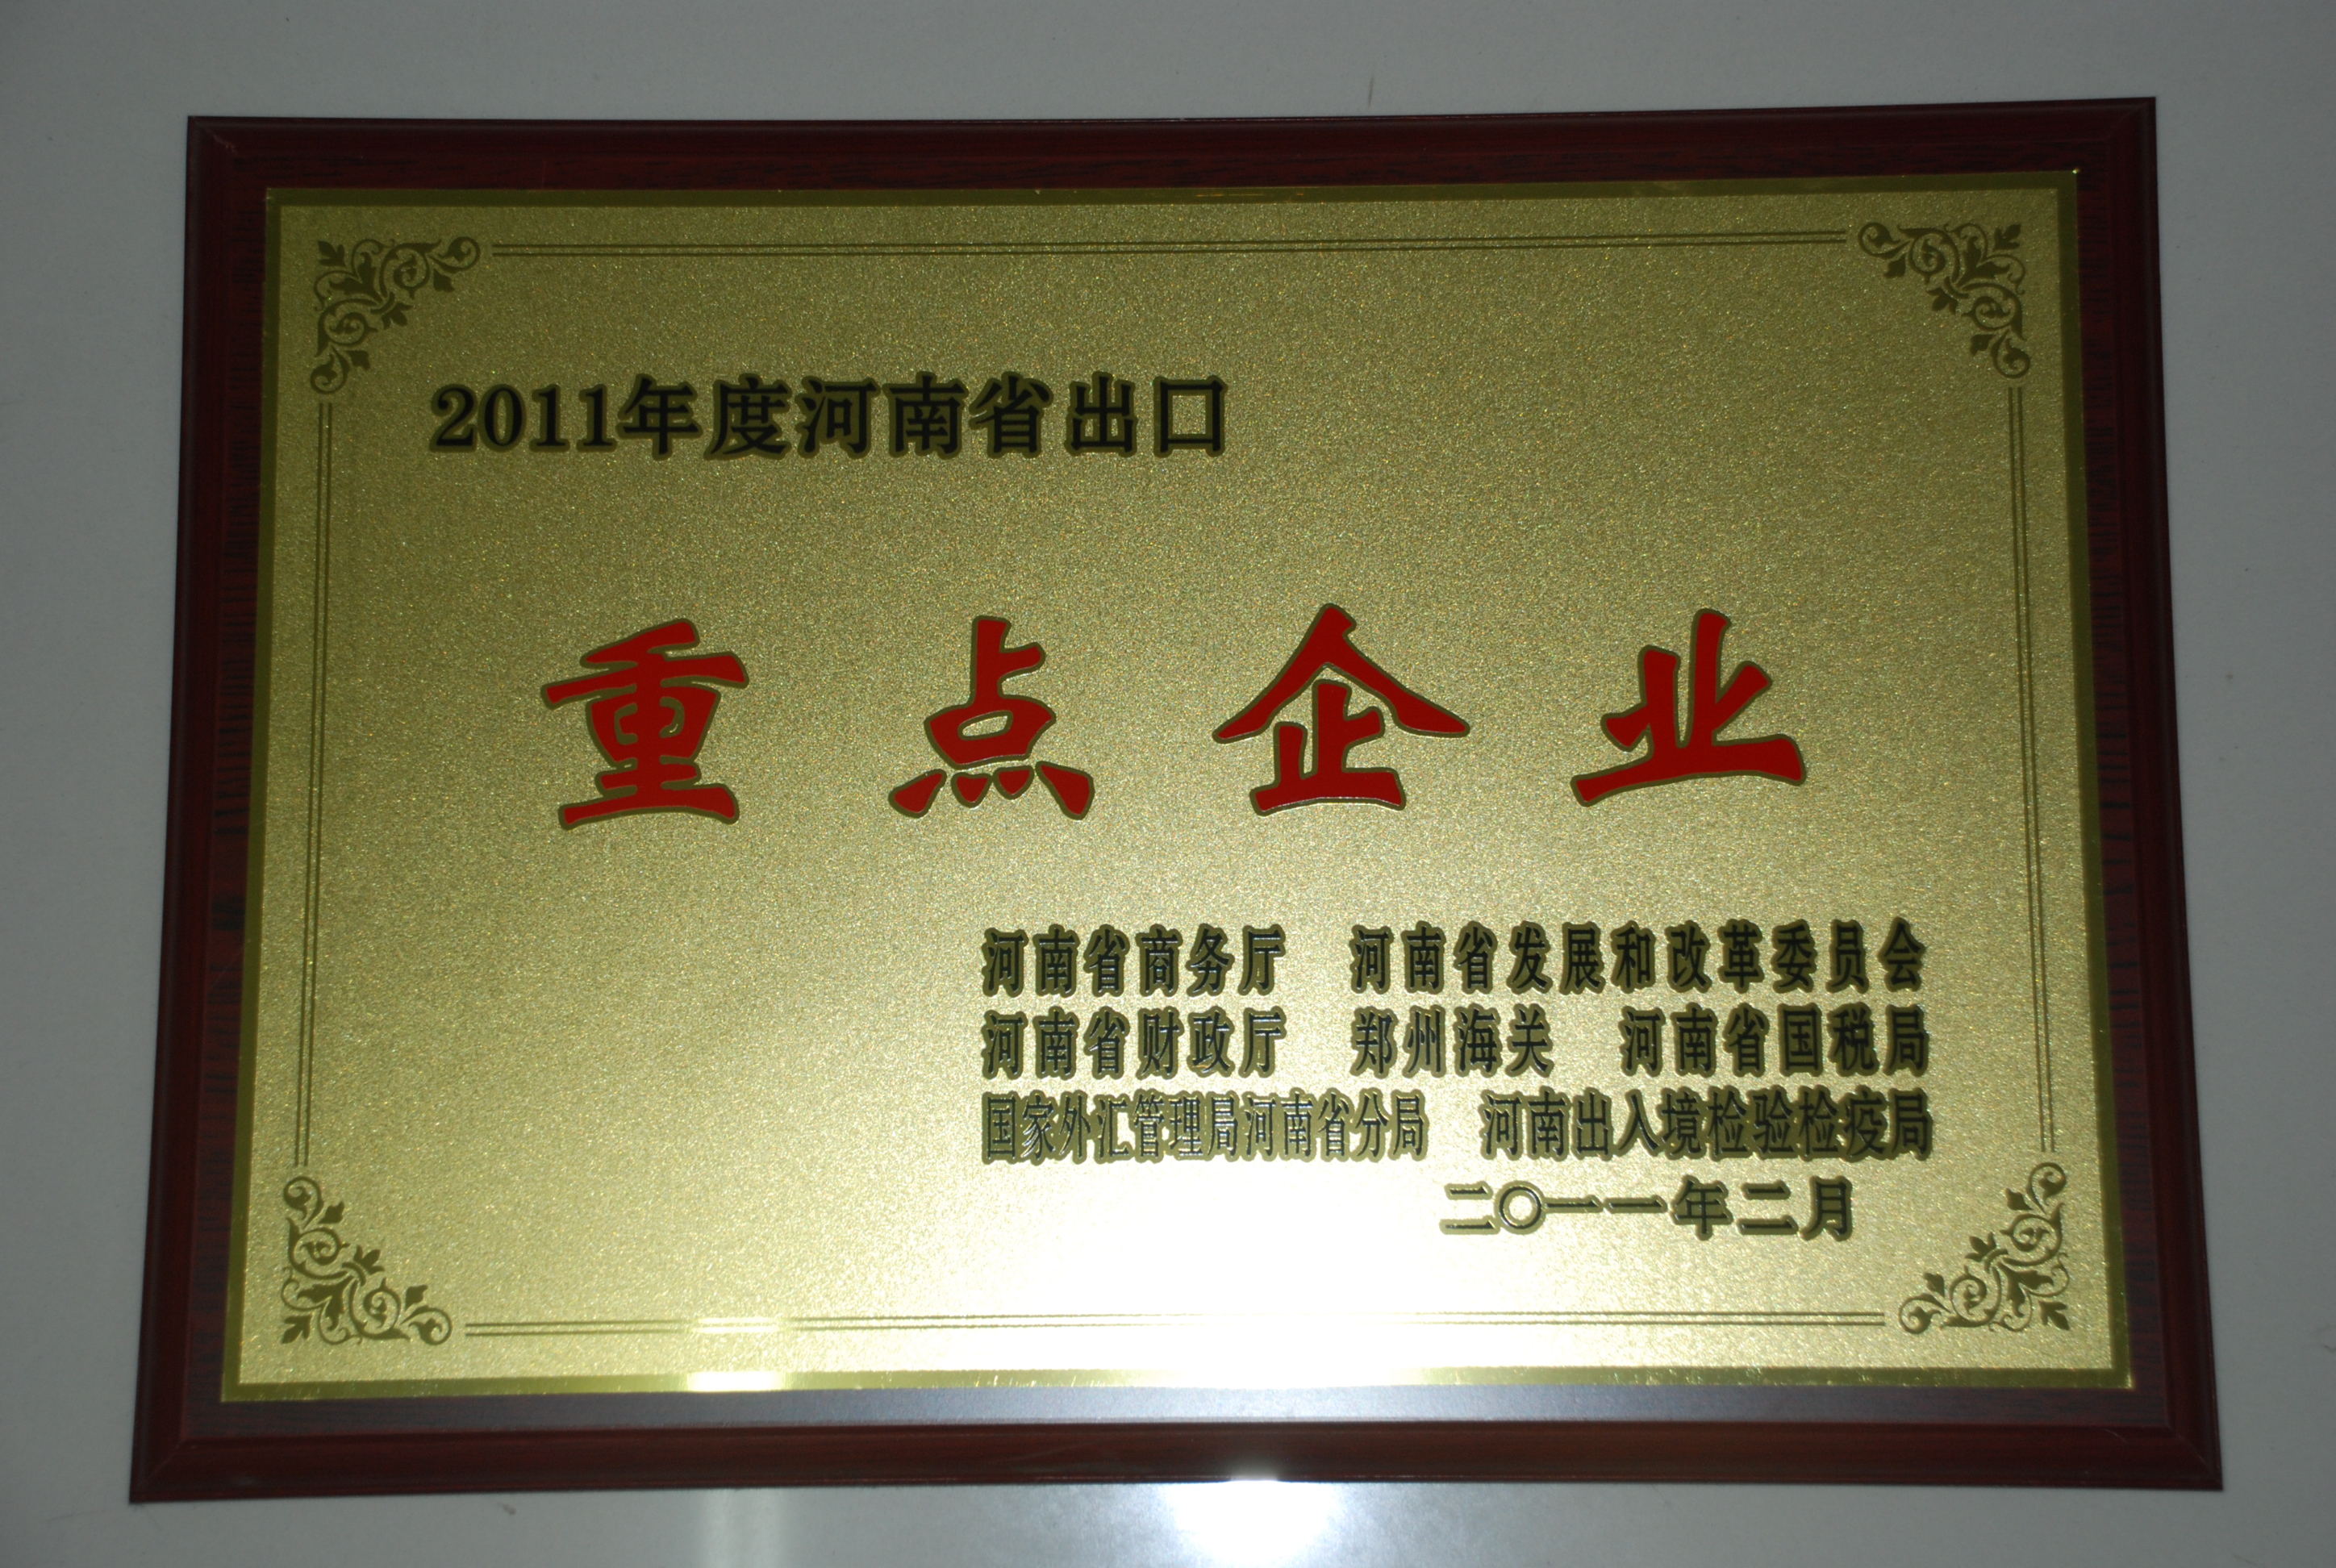 2011年度河南省出口
重点企业
河南省商务厅 河南省发展和改革委员会
河南省财政厅 郑州海关 河南省国税局
国家外汇管理局河南省分局 河南出入境检验检疫局
二〇一一年二月